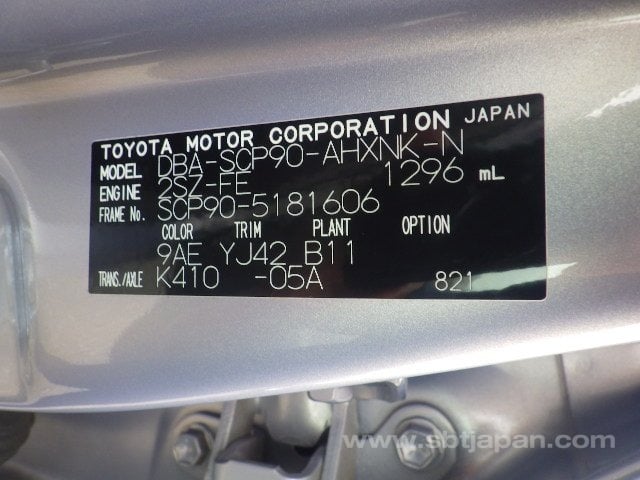 TOYOTA MOTOR CORPORATION JAPAN
MODEL DBA-SCP90-AHXNK-N
ENGINE 2SZ-FE 1296 mL
FRAME No. SCP90-5181606
COLOR TRIM PLANT OPTION
9AE YJ42 B11
TRANS./AXLE K410 -05A 821
www.sbtjapan.com